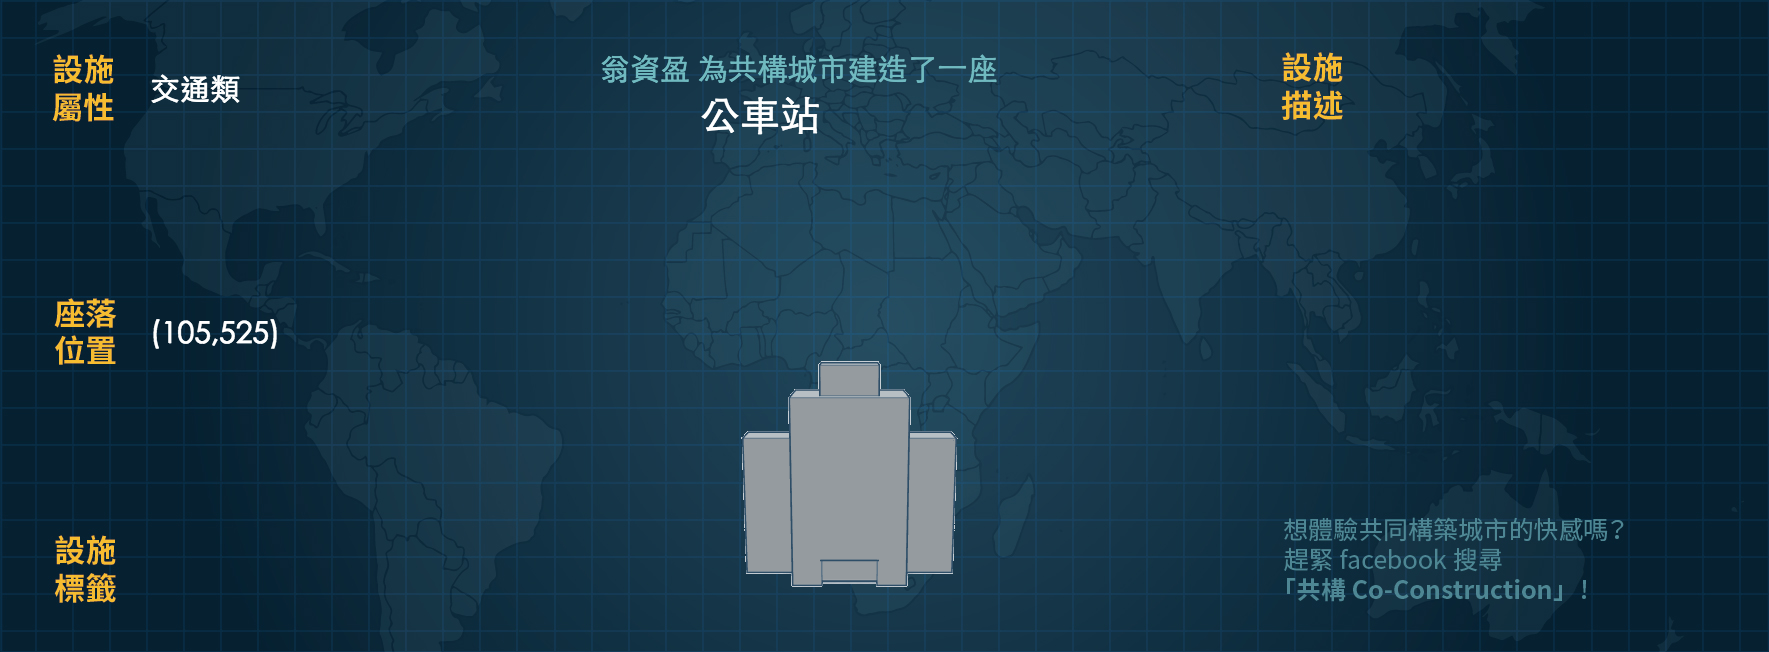 設施
屬性
交通類
翁資盈 為共構城市建造了一座
公車站
設施
描述
座落
位置
(105,525)
設施
標籤
想體驗共同構築城市的快感嗎？
趕緊 facebook 搜尋
「共構 Co-Construction」！